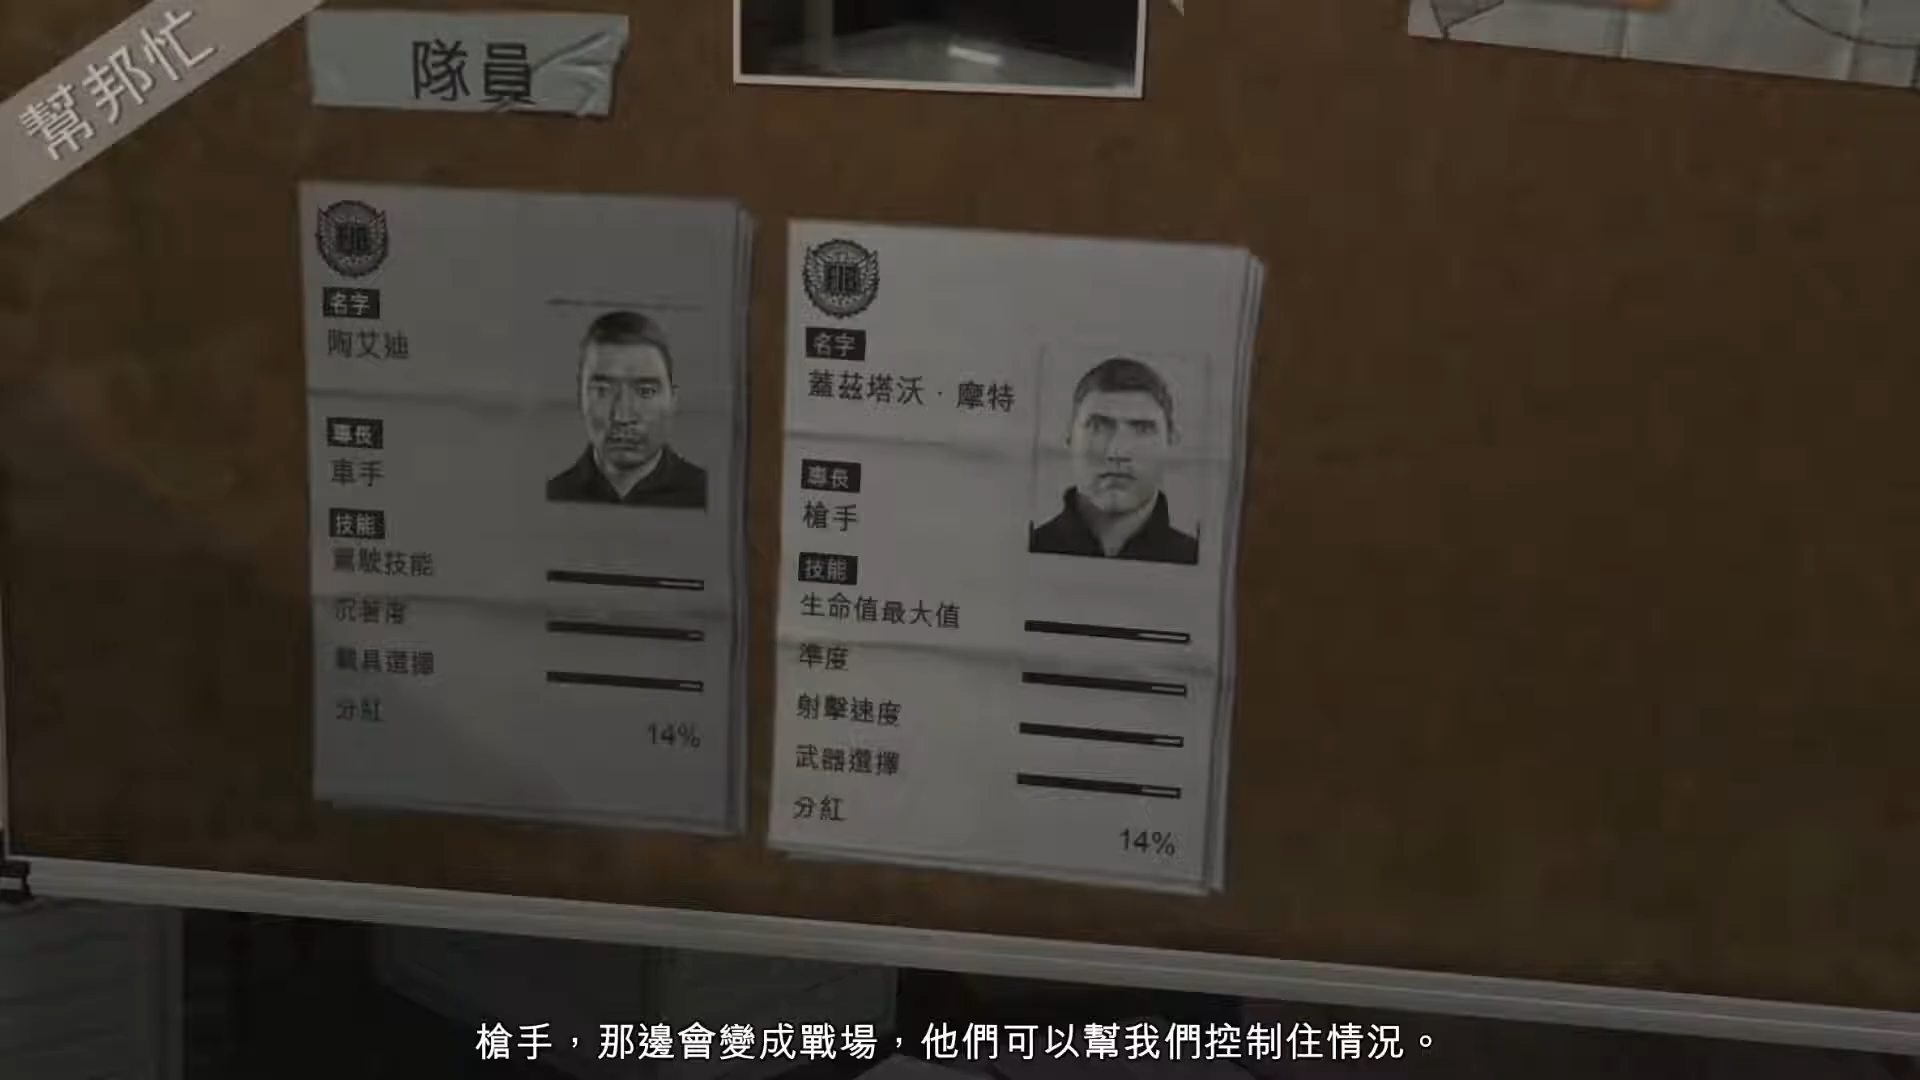 幫邦忙
隊員
FIB
名字
陶艾迪
專長
車手
技能
駕駛技能
沉著度
載具選擇
分紅
14%
FIB
名字
蓋茲塔沃·摩特
專長
槍手
技能
生命值最大值
準度
射擊速度
武器選擇
分紅
14%
槍手，那邊會變成戰場，他們可以幫我們控制住情況。